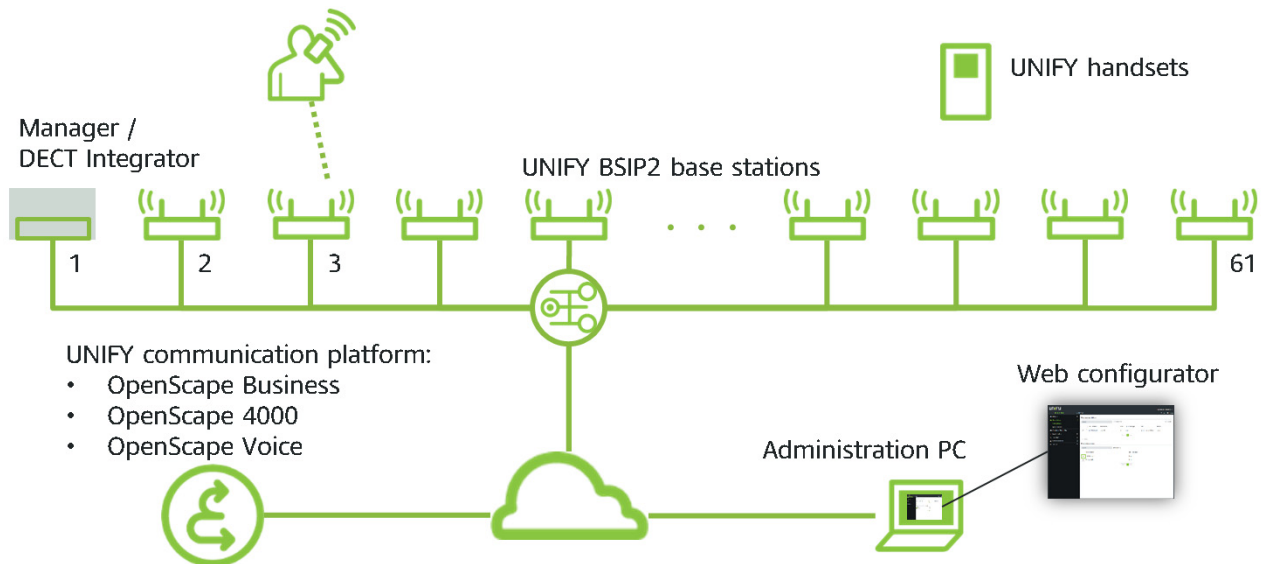 UNIFY handsets
Manager /
DECT Integrator
UNIFY BSIP2 base stations
. . .
1
2
3
61
UNIFY communication platform:
• OpenScape Business
• OpenScape 4000
• OpenScape Voice
Web configurator
Administration PC